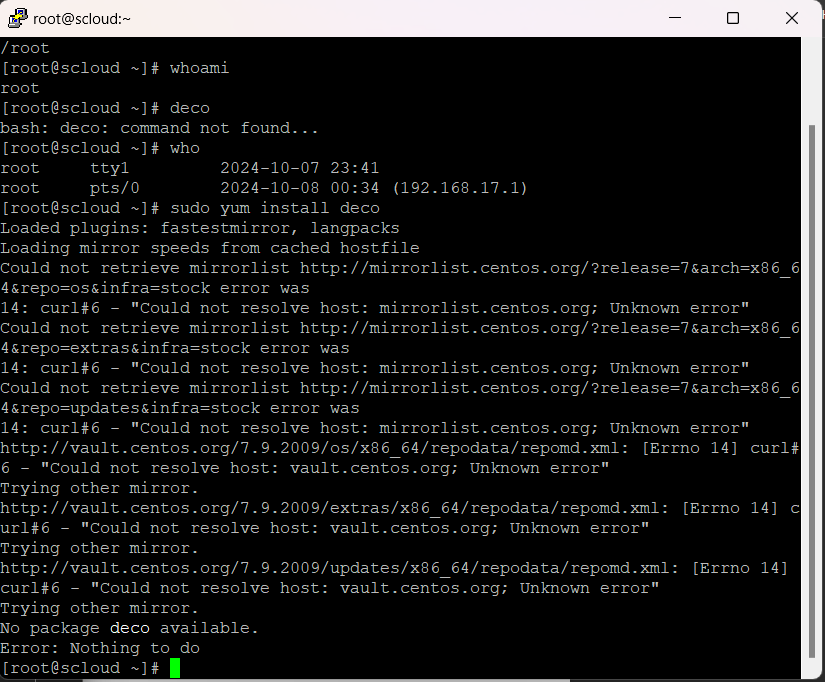 root@scloud:~
/root
[root@scloud ~]# whoami
root
[root@scloud ~]# deco
bash: deco: command not found...
[root@scloud ~]# who
root     tty1         2024-10-07 23:41
root     pts/0        2024-10-08 00:34 (192.168.17.1)
[root@scloud ~]# sudo yum install deco
Loaded plugins: fastestmirror, langpacks
Loading mirror speeds from cached hostfile
Could not retrieve mirrorlist http://mirrorlist.centos.org/?release=7&arch=x86_6
4&repo=os&infra=stock error was
14: curl#6 - "Could not resolve host: mirrorlist.centos.org; Unknown error"
Could not retrieve mirrorlist http://mirrorlist.centos.org/?release=7&arch=x86_6
4&repo=extras&infra=stock error was
14: curl#6 - "Could not resolve host: mirrorlist.centos.org; Unknown error"
Could not retrieve mirrorlist http://mirrorlist.centos.org/?release=7&arch=x86_6
4&repo=updates&infra=stock error was
14: curl#6 - "Could not resolve host: mirrorlist.centos.org; Unknown error"
http://vault.centos.org/7.9.2009/os/x86_64/repodata/repomd.xml: [Errno 14] curl#
6 - "Could not resolve host: vault.centos.org; Unknown error"
Trying other mirror.
http://vault.centos.org/7.9.2009/extras/x86_64/repodata/repomd.xml: [Errno 14] c
url#6 - "Could not resolve host: vault.centos.org; Unknown error"
Trying other mirror.
http://vault.centos.org/7.9.2009/updates/x86_64/repodata/repomd.xml: [Errno 14]
curl#6 - "Could not resolve host: vault.centos.org; Unknown error"
Trying other mirror.
No package deco available.
Error: Nothing to do
[root@scloud ~]#